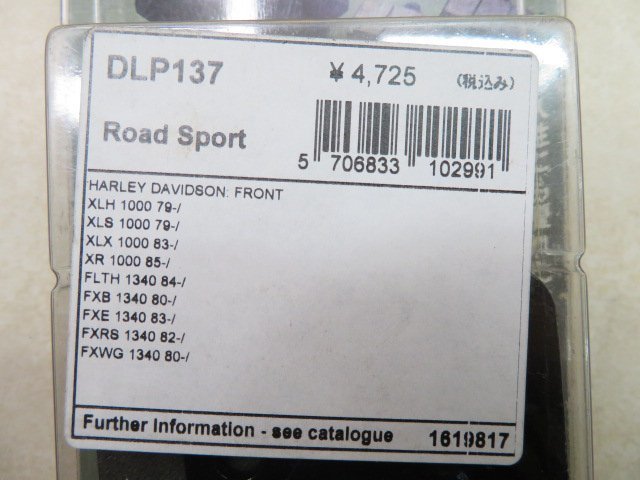 DLP137 ¥ 4,725 (税込み)
Road Sport
5 706833 102991
HARLEY DAVIDSON: FRONT
XLH 1000 79-/
XLS 1000 79-/
XLX 1000 83-/
XR 1000 85-/
FLTH 1340 84-/
FXB 1340 80-/
FXE 1340 83-/
FXRS 1340 82-/
FXWG 1340 80-/
Further Information - see catalogue 1619817